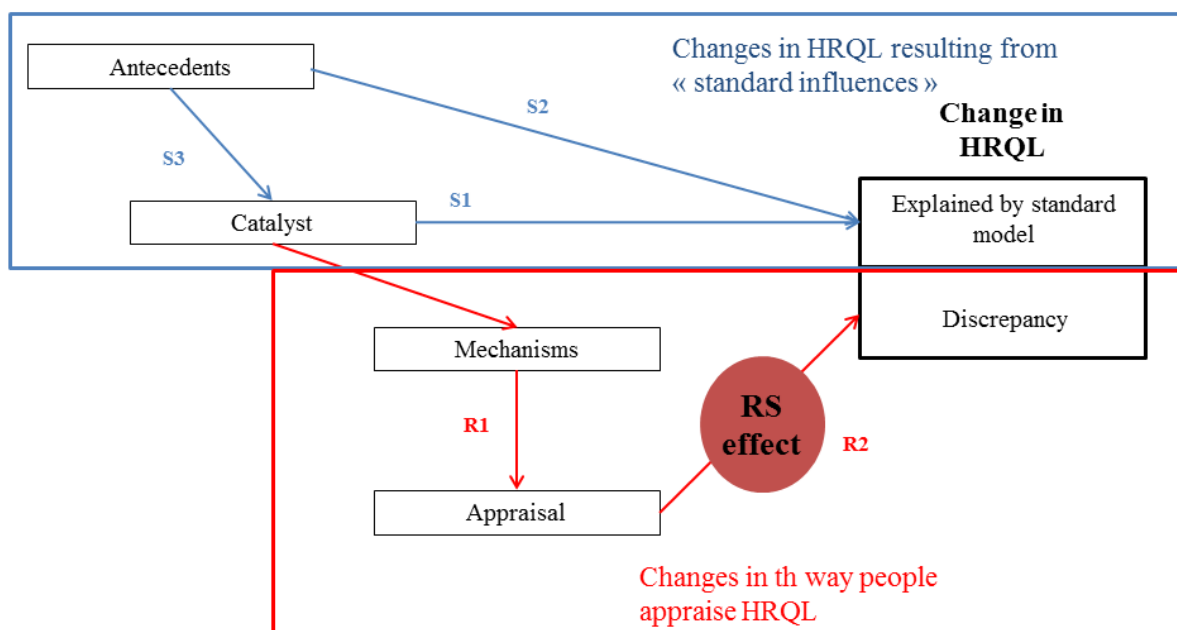 Antecedents
Changes in HRQL resulting from
« standard influences »
S2
Change in
HRQL
S3
S1
Catalyst
Explained by standard
model
Discrepancy
Mechanisms
R1
RS
effect
R2
Appraisal
Changes in th way people
appraise HRQL